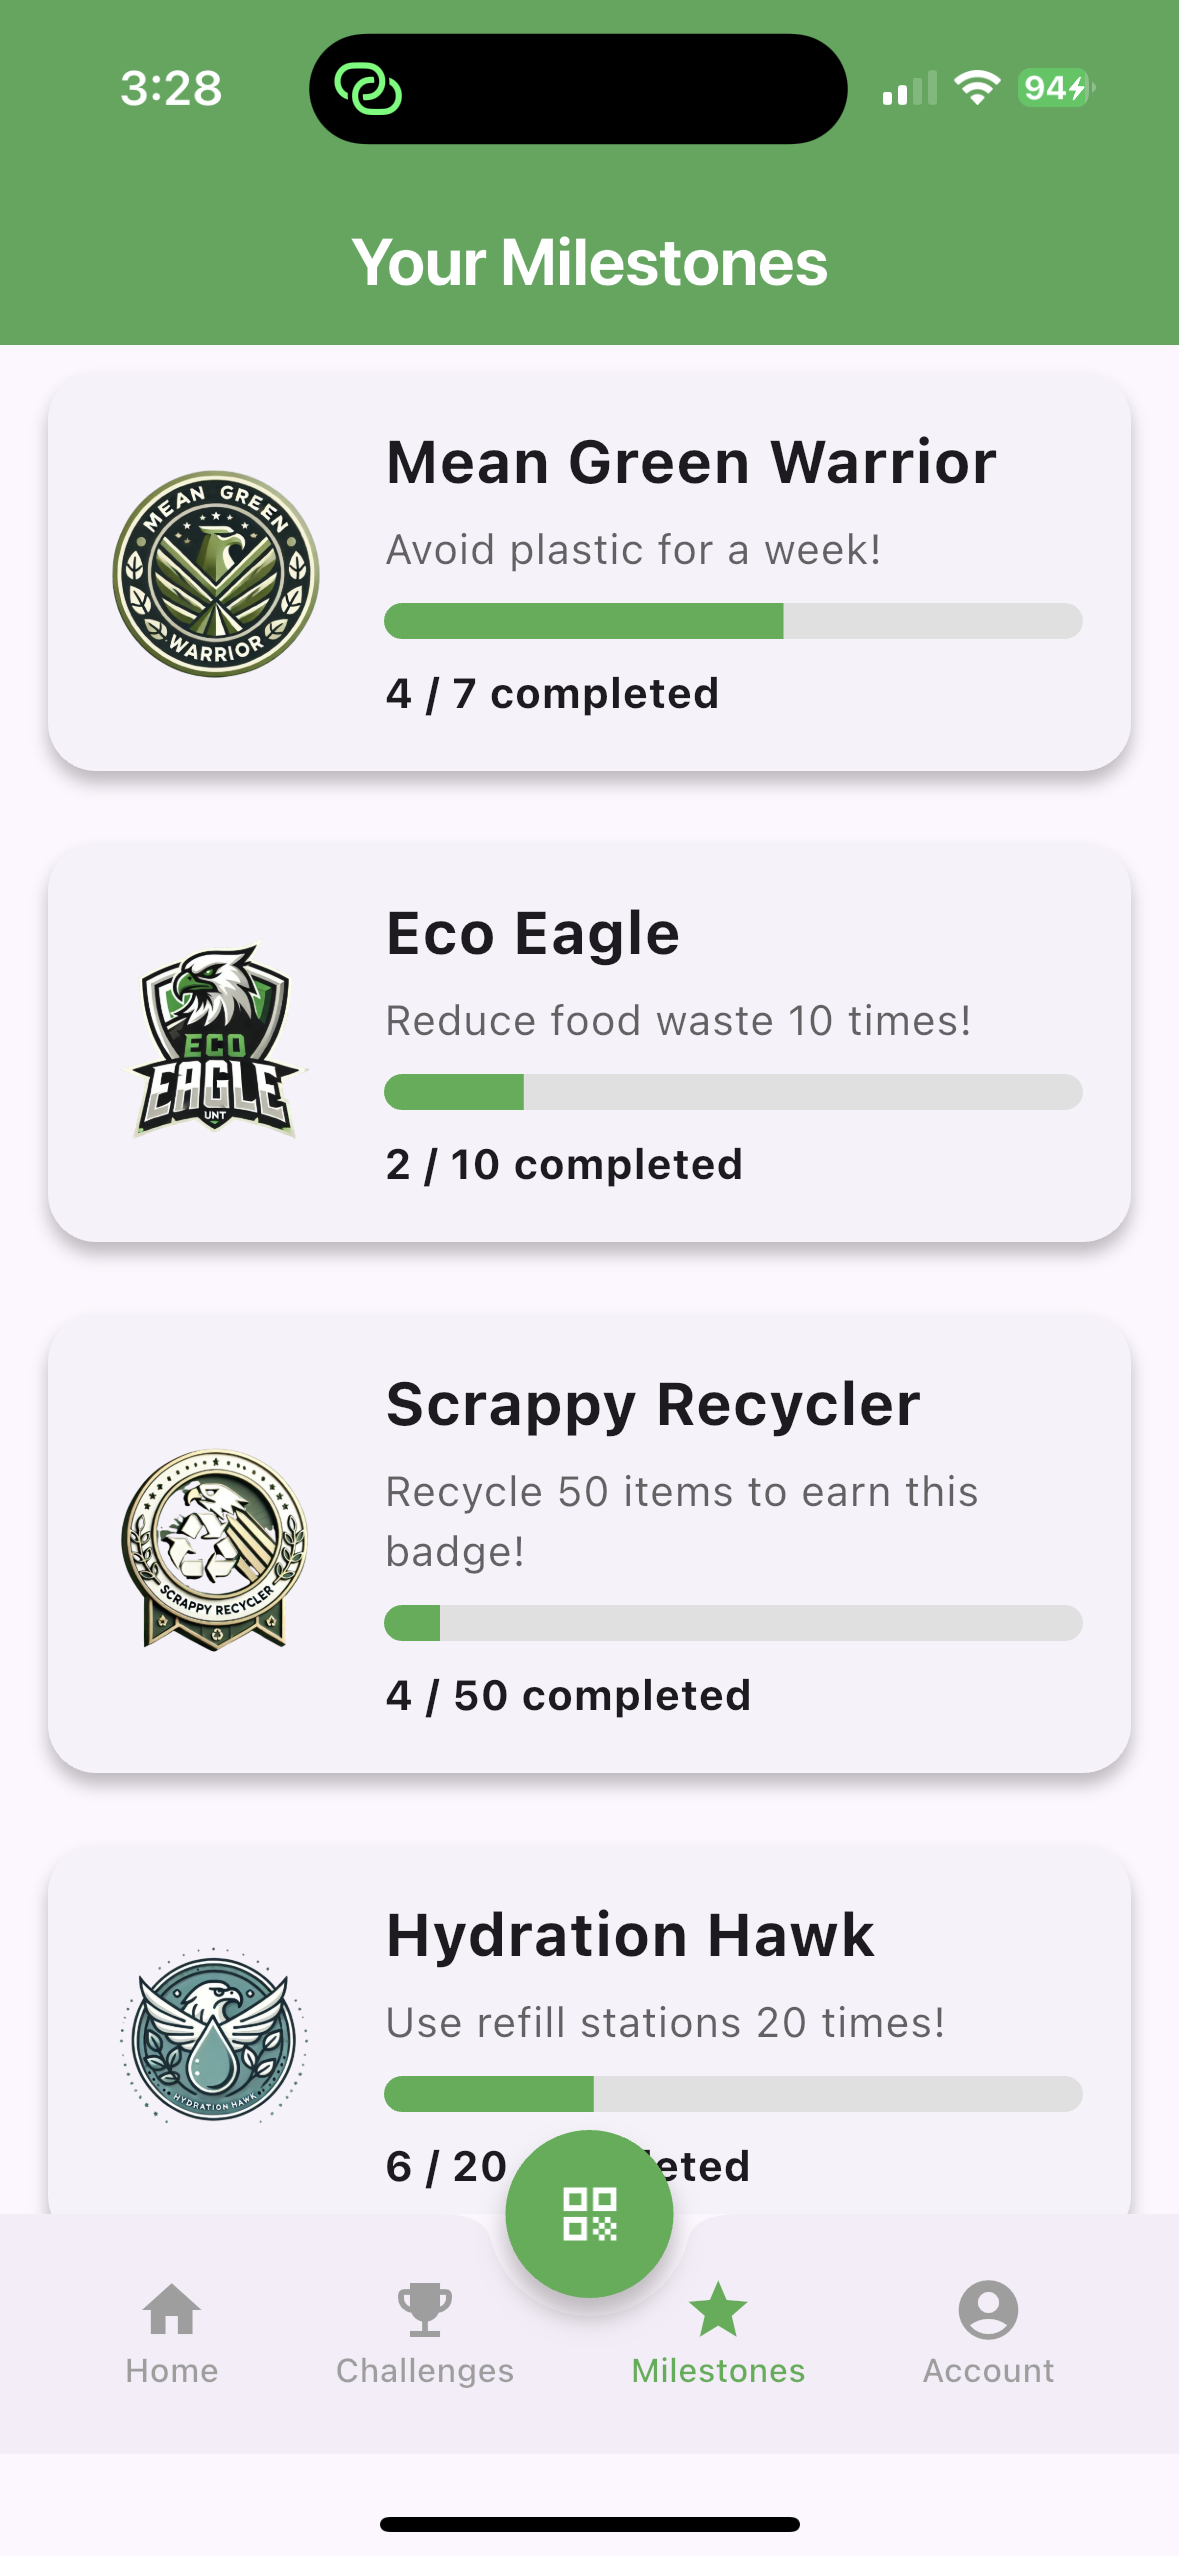 3:28
94
Your Milestones
MEAN GREEN
WARRIOR
Mean Green Warrior
Avoid plastic for a week!
4 / 7 completed
ECO
EAGLE
UNT
Eco Eagle
Reduce food waste 10 times!
2 / 10 completed
SCRAPPY RECYCLER
Scrappy Recycler
Recycle 50 items to earn this
badge!
4 / 50 completed
HYDRATION HAWK
Hydration Hawk
Use refill stations 20 times!
6 / 20 leted
Home
Challenges
Milestones
Account